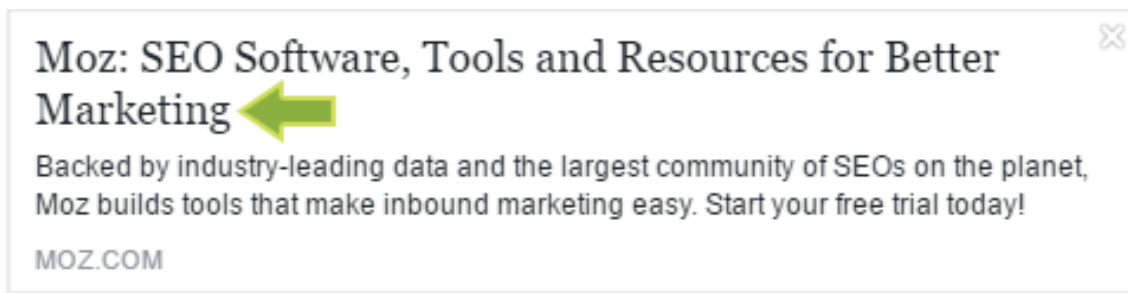 Moz: SEO Software, Tools and Resources for Better
Marketing
Backed by industry-leading data and the largest community of SEOs on the planet,
Moz builds tools that make inbound marketing easy. Start your free trial today!
MOZ.COM